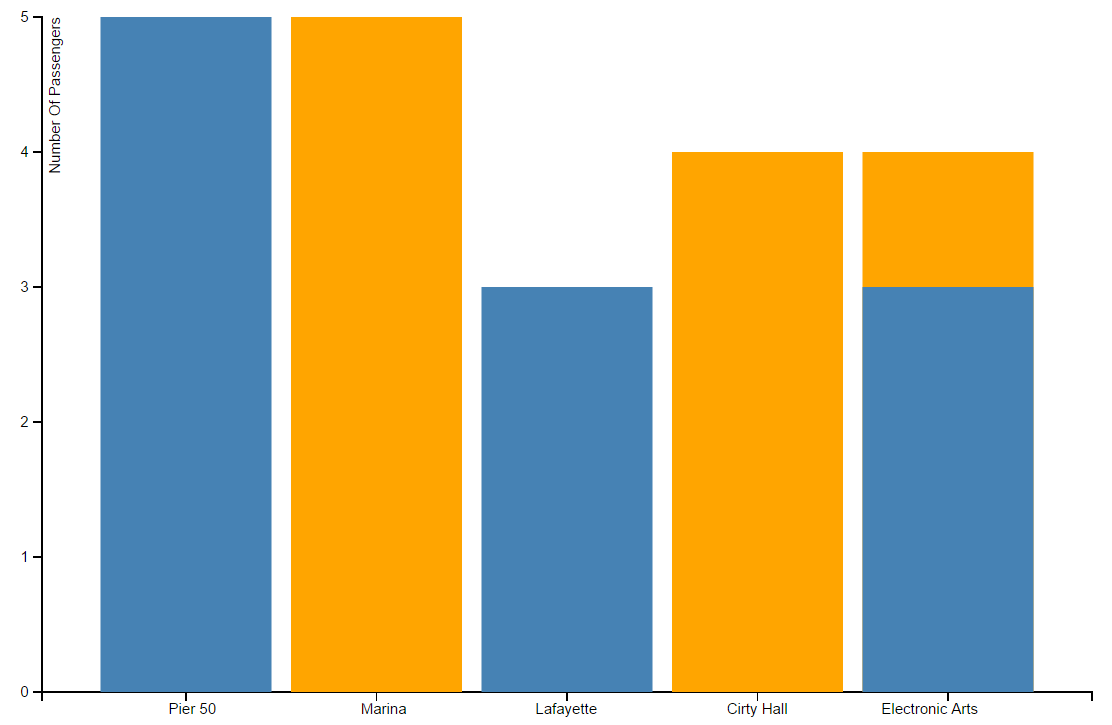 Number Of Passengers
5
4
3
2
1
0
Pier 50
Marina
Lafayette
Cirty Hall
Electronic Arts